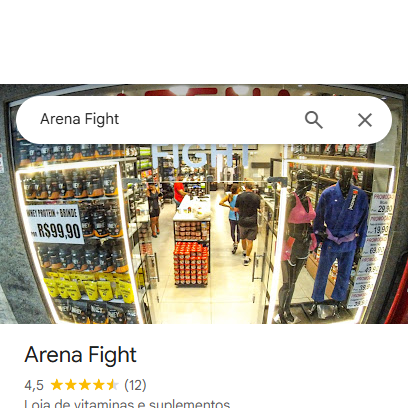 Arena Fight
FIGHT
WHEY PROTEIN + BRINDE
POR R$99,90
Arena Fight
4,5 (12)
Loja de vitaminas e suplementos